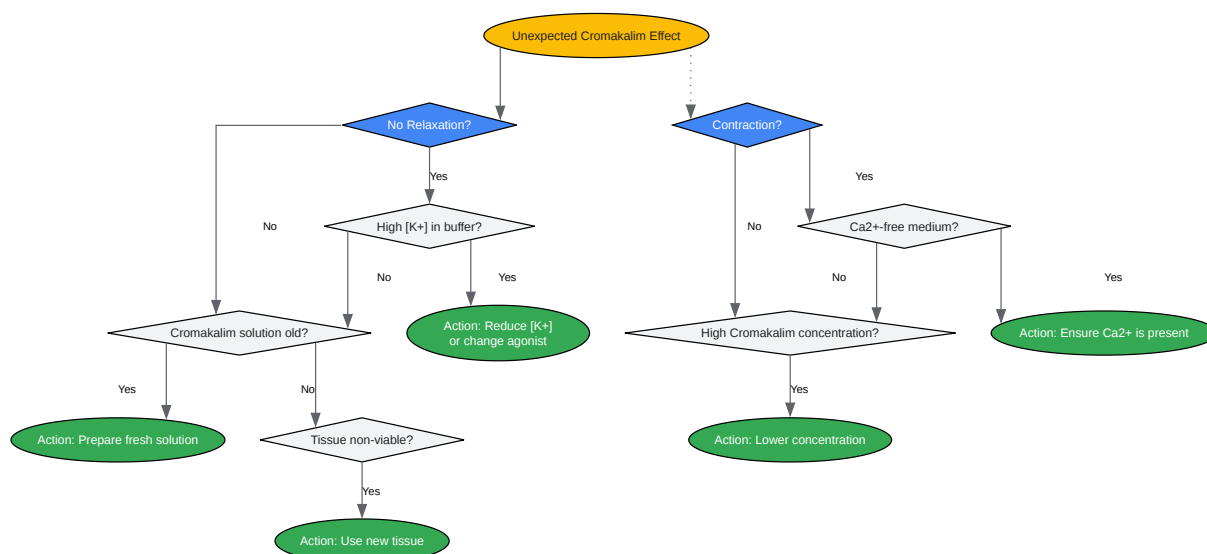 Unexpected Cromakalim Effect
No Relaxation?
Contraction?
Yes
Yes
No
High [K+] in buffer?
No
Ca2+-free medium?
No
Yes
No
Yes
Cromakalim solution old?
Action: Reduce [K+]
or change agonist
High Cromakalim concentration?
Action: Ensure Ca2+ is present
Yes
No
Yes
Action: Prepare fresh solution
Tissue non-viable?
Action: Lower concentration
Yes
Action: Use new tissue